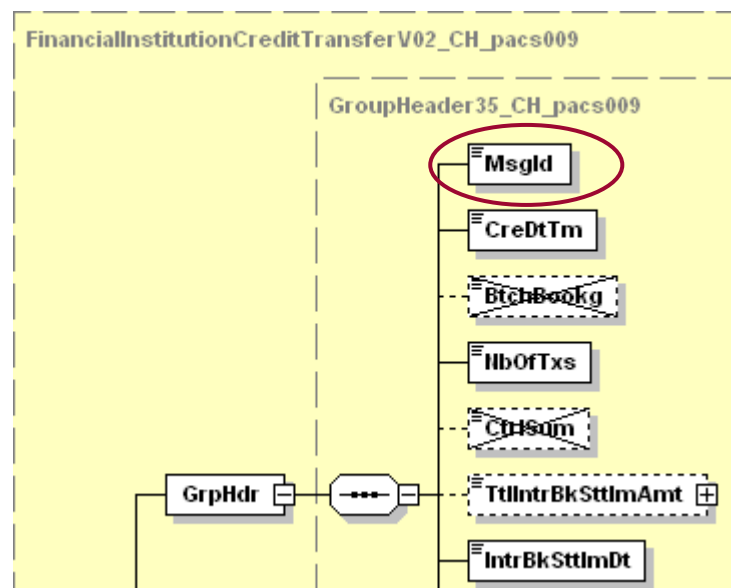 FinancialInstitutionCreditTransferV02_CH_pacs009
GroupHeader35_CH_pacs009
MsgId
CreDtTm
BtchBookg
NbOfTxs
CtrlSum
GrpHdr
TtlIntrBkSttlmAmt
IntrBkSttlmDt